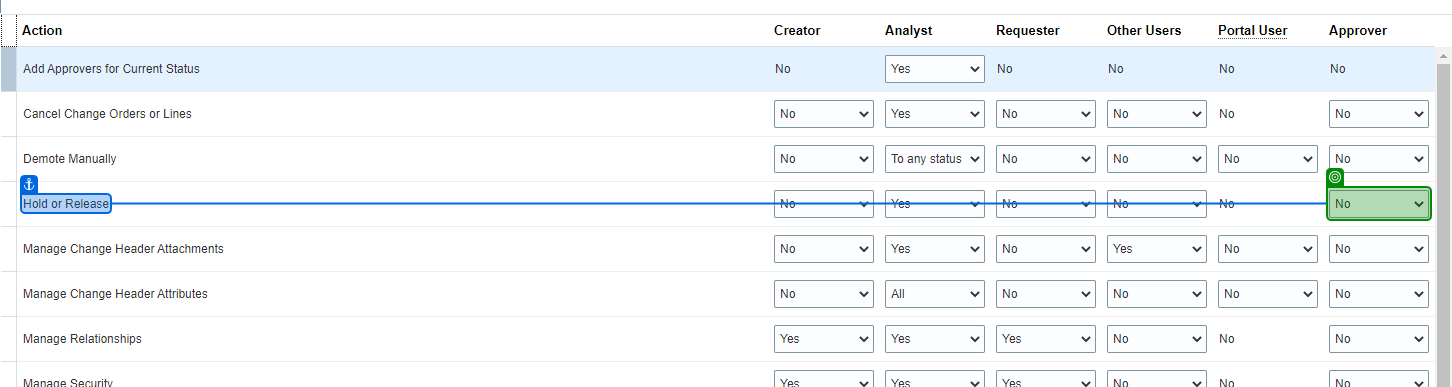 Action Creator Analyst Requester Other Users Portal User Approver
Add Approvers for Current Status No Yes No No No No
Cancel Change Orders or Lines No Yes No No No No
Demote Manually No To any status No No No No
Hold or Release No Yes No No No No
Manage Change Header Attachments No Yes No Yes No No
Manage Change Header Attributes No All No No No No
Manage Relationships Yes Yes Yes No No No
Manage Security Yes Yes Yes No No No